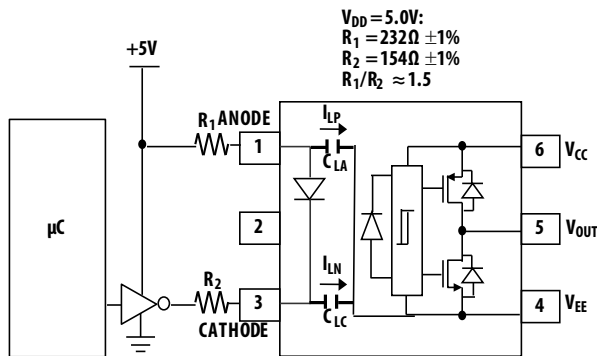 V_DD = 5.0V:
R_1 = 232Ω ±1%
R_2 = 154Ω ±1%
R_1/R_2 ≈ 1.5
+5V
R_1 ANODE
I_LP
1
C_LA
6
V_CC
μC
2
5
V_OUT
R_2
I_LN
3
4
V_EE
C_LC
CATHODE